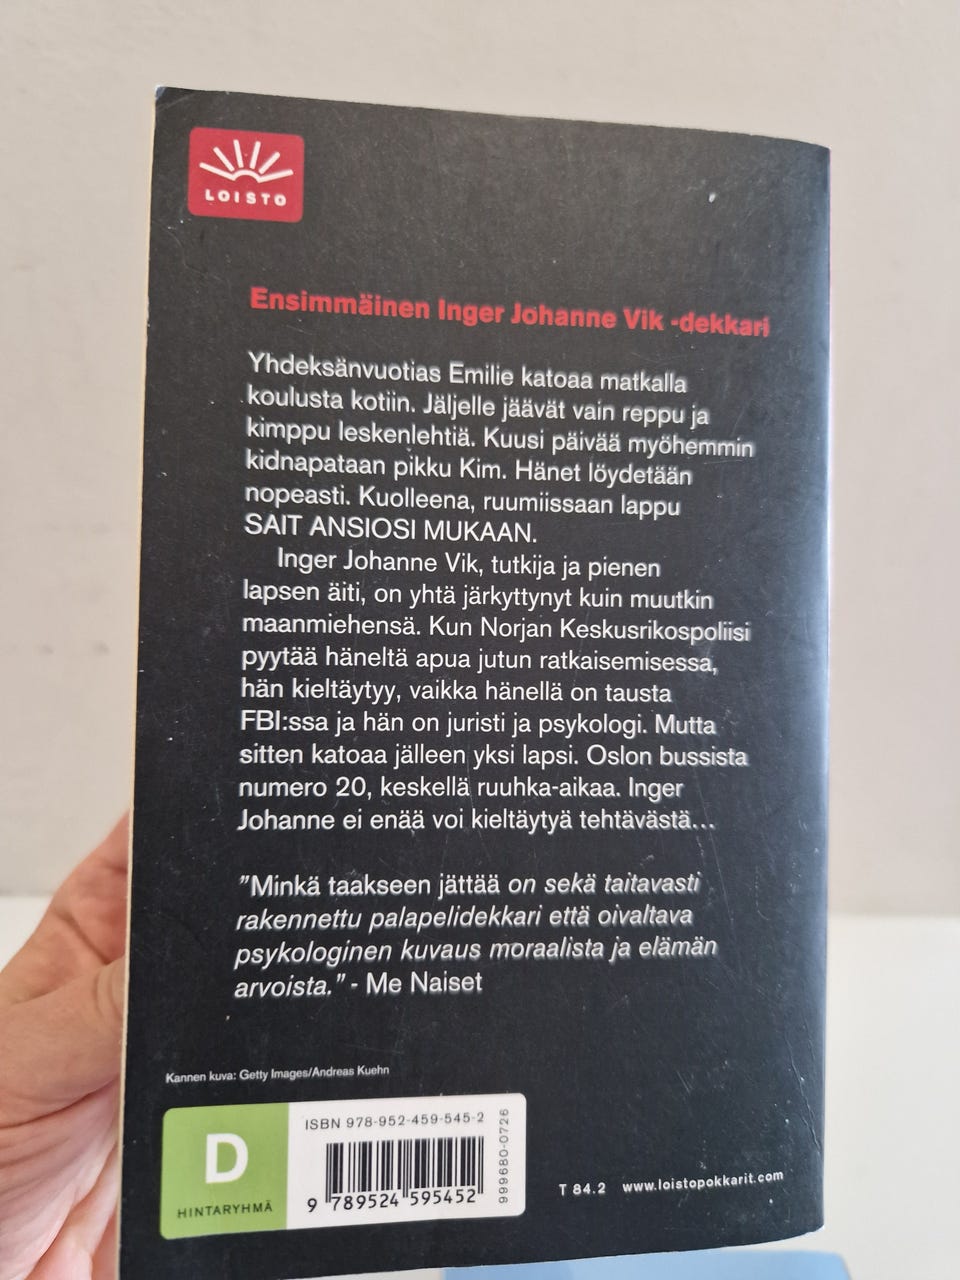 LOISTO
Ensimmäinen Inger Johanne Vik -dekkari
Yhdeksänvuotias Emilie katoaa matkalla
koulusta kotiin. Jäljelle jäävät vain reppu ja
kimppu leskenlehtiä. Kuusi päivää myöhemmin
kidnapataan pikku Kim. Hänet löydetään
nopeasti. Kuolleena, ruumiissaan lappu
SAIT ANSIOSI MUKAAN.
Inger Johanne Vik, tutkija ja pienen
lapsen äiti, on yhtä järkyttynyt kuin muutkin
maanmiehensä. Kun Norjan Keskusrikospoliisi
pyytää häneltä apua jutun ratkaisemisessa,
hän kieltäytyy, vaikka hänellä on tausta
FBI:ssa ja hän on juristi ja psykologi. Mutta
sitten katoaa jälleen yksi lapsi. Oslon bussista
numero 20, keskellä ruuhka-aikaa. Inger
Johanne ei enää voi kieltäytyä tehtävästä...
"Minkä taakseen jättää on sekä taitavasti
rakennettu palapelidekkari että oivaltava
psykologinen kuvaus moraalista ja elämän
arvoista." - Me Naiset
Kannen kuva: Getty Images/Andreas Kuehn
D
HINTARYHMÄ
ISBN 978-952-459-545-2
9 789524 595452
999680-0726
T 84.2 www.loistopokkarit.com